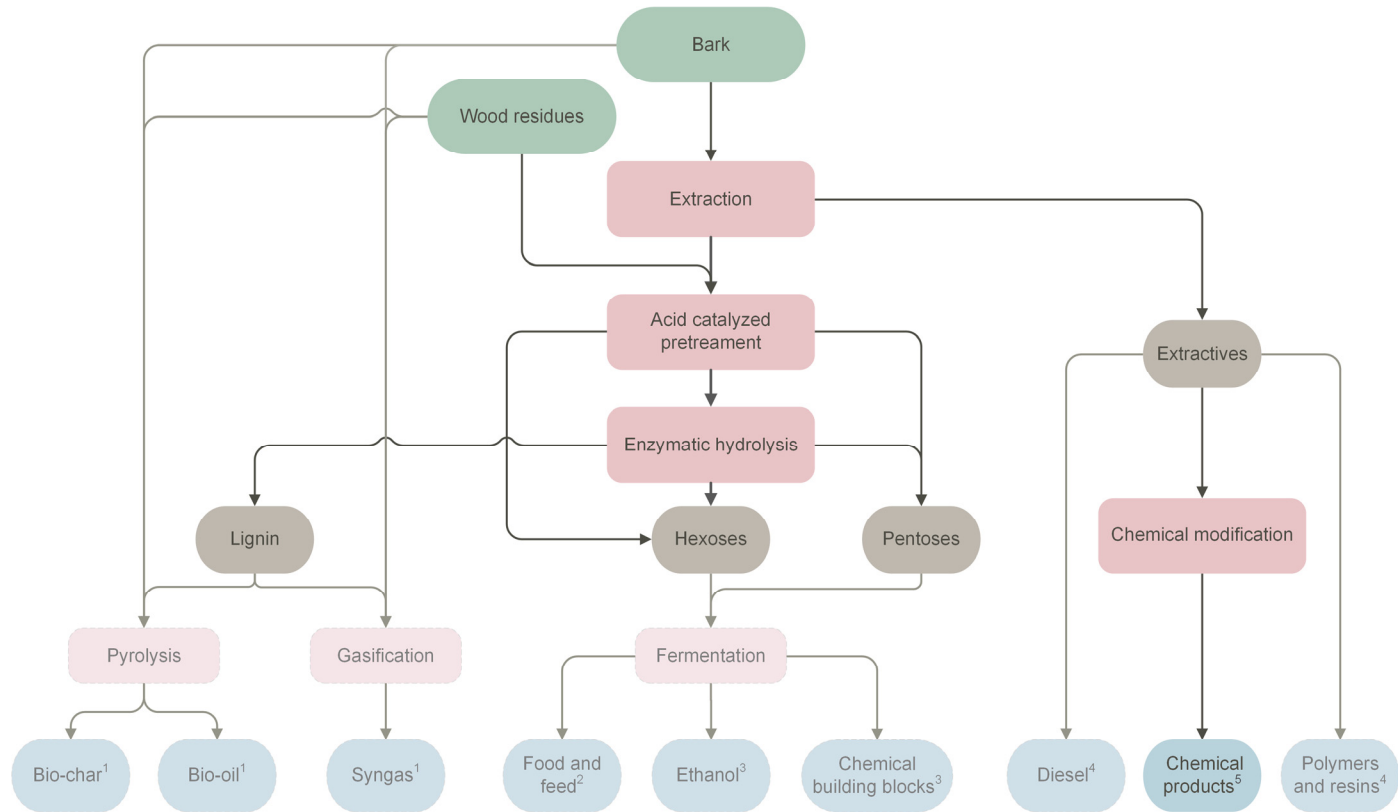 Bark
Wood residues
Extraction
Acid catalyzed
pretreament
Extractives
Enzymatic hydrolysis
Lignin
Hexoses
Pentoses
Chemical modification
Pyrolysis
Gasification
Fermentation
Bio-char¹
Bio-oil¹
Syngas¹
Food and
feed²
Ethanol³
Chemical
building blocks³
Diesel⁴
Chemical
products⁵
Polymers
and resins⁴